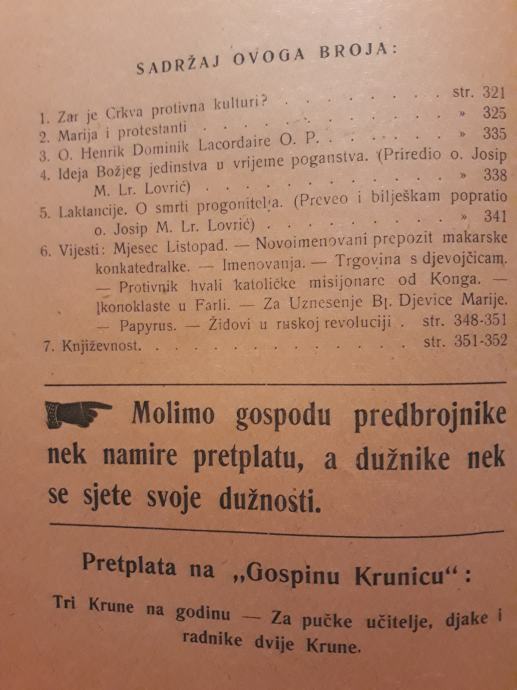 SADRŽAJ OVOGA BROJA:
1. Zar je Crkva protivna kulturi? . . . . . . . . str. 321
2. Marija i protestanti . . . . . . . . . . » 325
3. O. Henrik Dominik Lacordaire O. P. . . . . . . » 335
4. Ideja Božjeg jedinstva u vrijeme poganstva. (Priredio o. Josip
M. Lr. Lovrić) . . . . . . . . . . » 338
5. Laktancije. O smrti progonitelja. (Preveo i bilješkam popratio
o. Josip M. Lr. Lovrić) . . . . . . . . » 341
6. Vijesti: Mjesec Listopad. — Novoimenovani prepozit makarske
konkatedralke. — Imenovanja. — Trgovina s djevojčicam.
— Protivnik hvali katoličke misijonare od Konga. —
Ikonoklaste u Farli. — Za Uznesenje Bl. Djevice Marije.
— Papyrus. — Židovi u ruskoj revoluciji . str. 348-351
7. Književnost. . . . . . . . . . . str. 351-352
Molimo gospodu predbrojnike
nek namire pretplatu, a dužnike nek
se sjete svoje dužnosti.
Pretplata na „Gospinu Krunicu“:
Tri Krune na godinu — Za pučke učitelje, djake i
radnike dvije Krune.